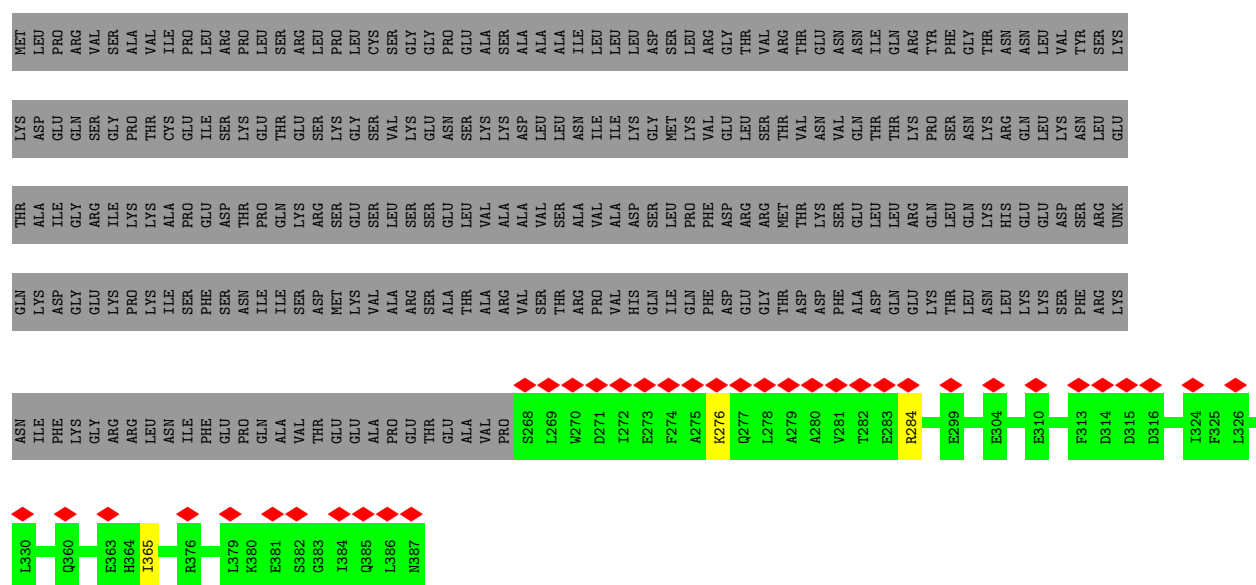 MET LEU PRO ARG VAL SER ALA VAL ILE PRO LEU ARG PRO LEU SER ARG LEU PRO LEU CYS SER GLY GLY PRO GLU ALA SER ALA ALA ALA ILE LEU LEU LEU ASP SER LEU ARG GLY THR VAL ARG THR GLU ASN ASN ILE GLN ARG TYR PHE GLY THR ASN ASN LEU VAL TYR SER LYS
LYS ASP GLU GLN SER GLY PRO THR CYS GLU ILE SER LYS GLU THR GLU SER LYS GLY SER VAL LYS GLU ASN SER LYS LYS ASP LEU LEU ASN ILE ILE LYS GLY MET LYS VAL GLU LEU SER THR VAL ASN VAL GLN THR THR LYS PRO SER ASN LYS ARG GLN LEU LYS ASN LEU GLU
THR ALA ILE GLY ARG ILE LYS LYS ALA PRO GLU ASP THR PRO GLN LYS ARG SER GLU SER LEU SER SER GLU LEU VAL ALA ALA VAL SER ALA VAL ALA ASP SER LEU PRO PHE ASP ARG ARG MET THR LYS SER GLU LEU LEU ARG GLN LEU GLN LYS HIS GLU GLU ASP SER ARG UNK
GLN LYS ASP GLY GLU LYS PRO LYS ILE SER PHE SER ASN ILE ILE SER ASP MET LYS VAL ALA ARG SER ALA THR ALA ARG VAL SER THR ARG PRO VAL HIS GLN ILE GLN PHE ASP GLU GLY THR ASP ASP PHE ALA ASP GLN GLU LYS THR LEU ASN LEU LYS LYS SER PHE ARG LYS
ASN ILE PHE LYS GLY ARG ARG LEU ASN ILE PHE GLU PRO GLN ALA VAL THR GLU GLU ALA PRO GLU THR GLU ALA VAL PRO S268 L269 W270 D271 I272 E273 F274 A275 K276 Q277 L278 A279 A280 V281 T282 E283 R284 E299 E304 E310 F313 D314 D315 D316 I324 F325 L326
L330 Q360 E363 H364 I365 R376 L379 K380 E381 S382 G383 I384 Q385 L386 N387